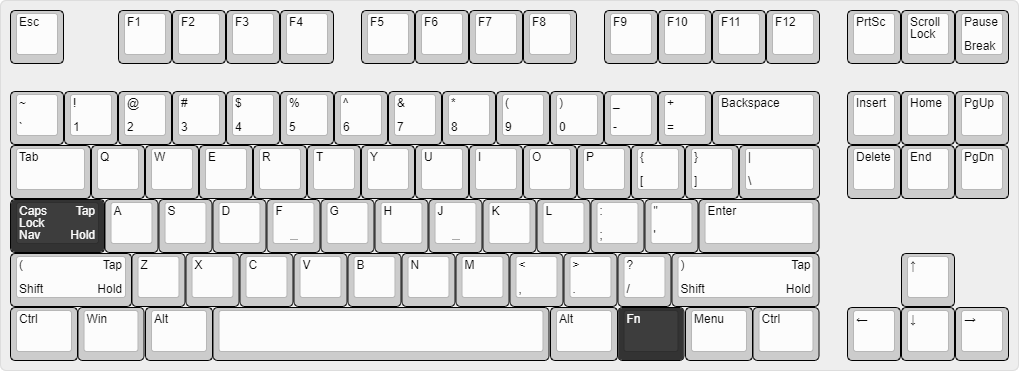 Esc F1 F2 F3 F4 F5 F6 F7 F8 F9 F10 F11 F12 PrtSc Scroll Pause
Lock
Break
~ ! @ # $ % ^ & * ( ) _ + Backspace Insert Home PgUp
` 1 2 3 4 5 6 7 8 9 0 - =
Tab Q W E R T Y U I O P { } | Delete End PgDn
[ ] \
Caps Tap A S D F G H J K L : " Enter
Lock
Nav Hold _ _ ; '
( Tap Z X C V B N M < > ? ) Tap ↑
Shift Hold , . / Shift Hold
Ctrl Win Alt Alt Fn Menu Ctrl ← ↓ →